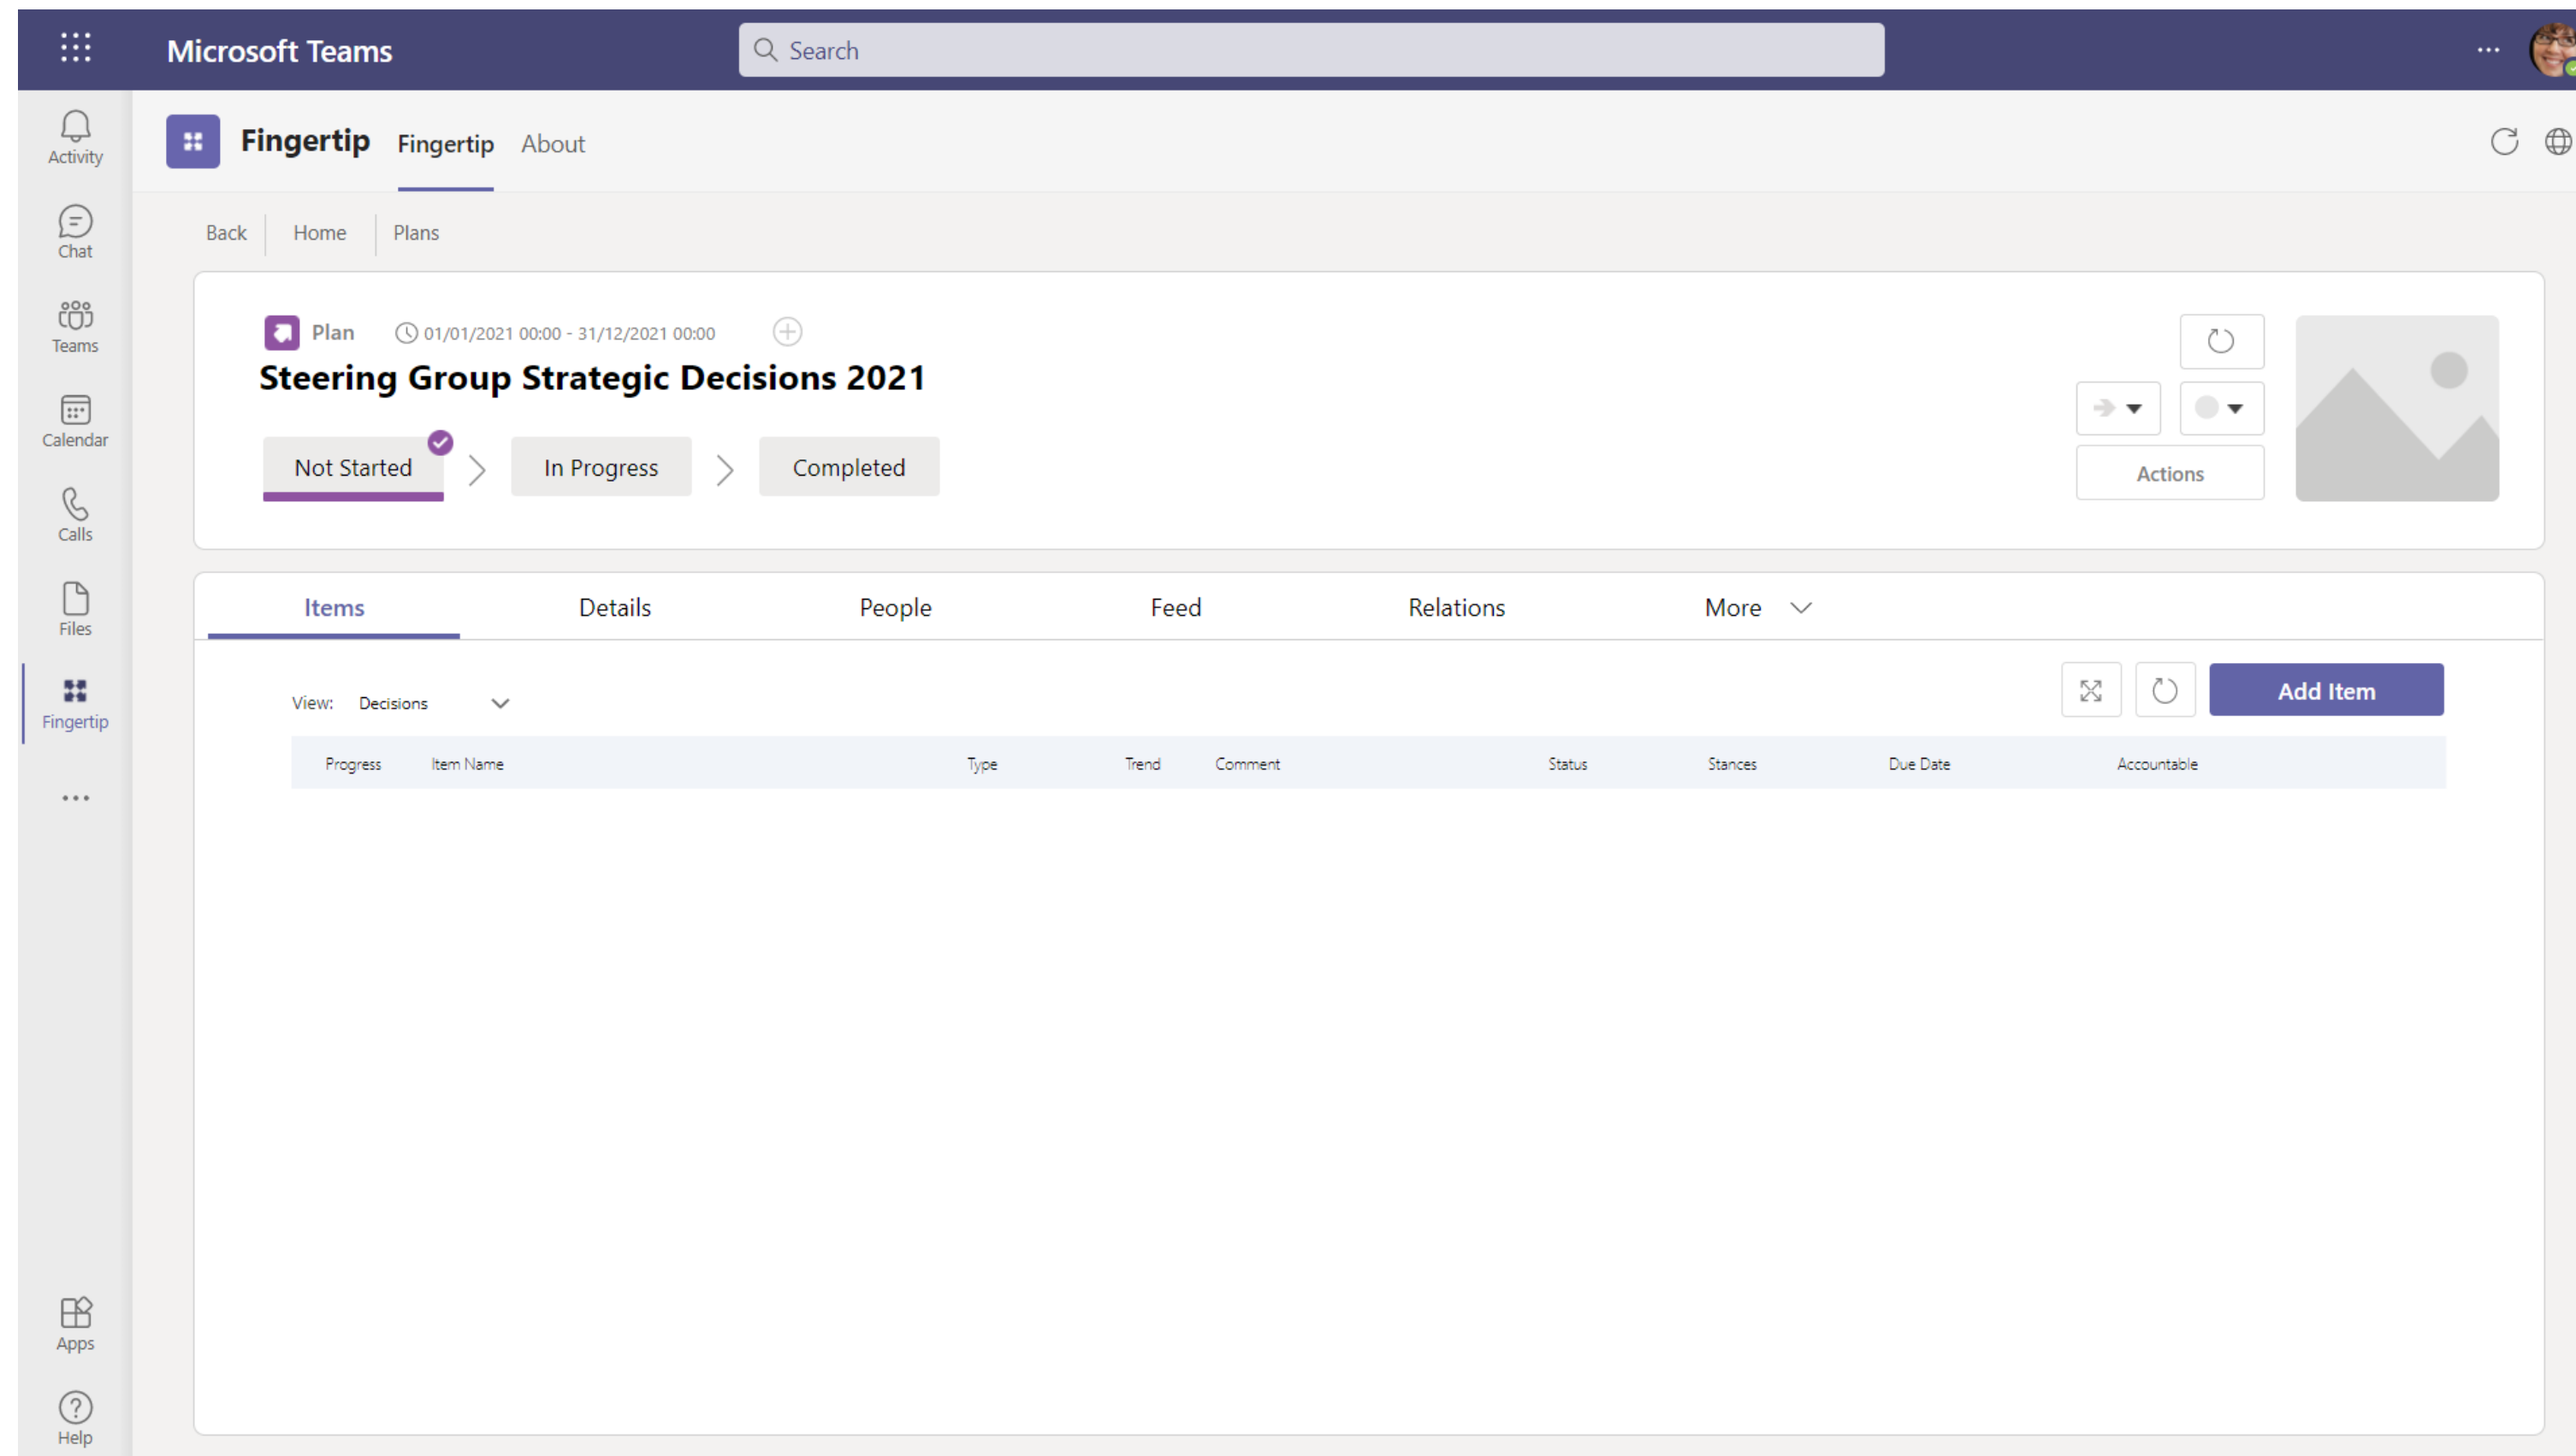 Microsoft Teams
Search
Activity
Chat
Teams
Calendar
Calls
Files
Fingertip
Apps
Help
Fingertip Fingertip About
Back Home Plans
Plan 01/01/2021 00:00 - 31/12/2021 00:00
Steering Group Strategic Decisions 2021
Not Started In Progress Completed
Actions
Items Details People Feed Relations More
View: Decisions
Add Item
Progress Item Name Type Trend Comment Status Stances Due Date Accountable